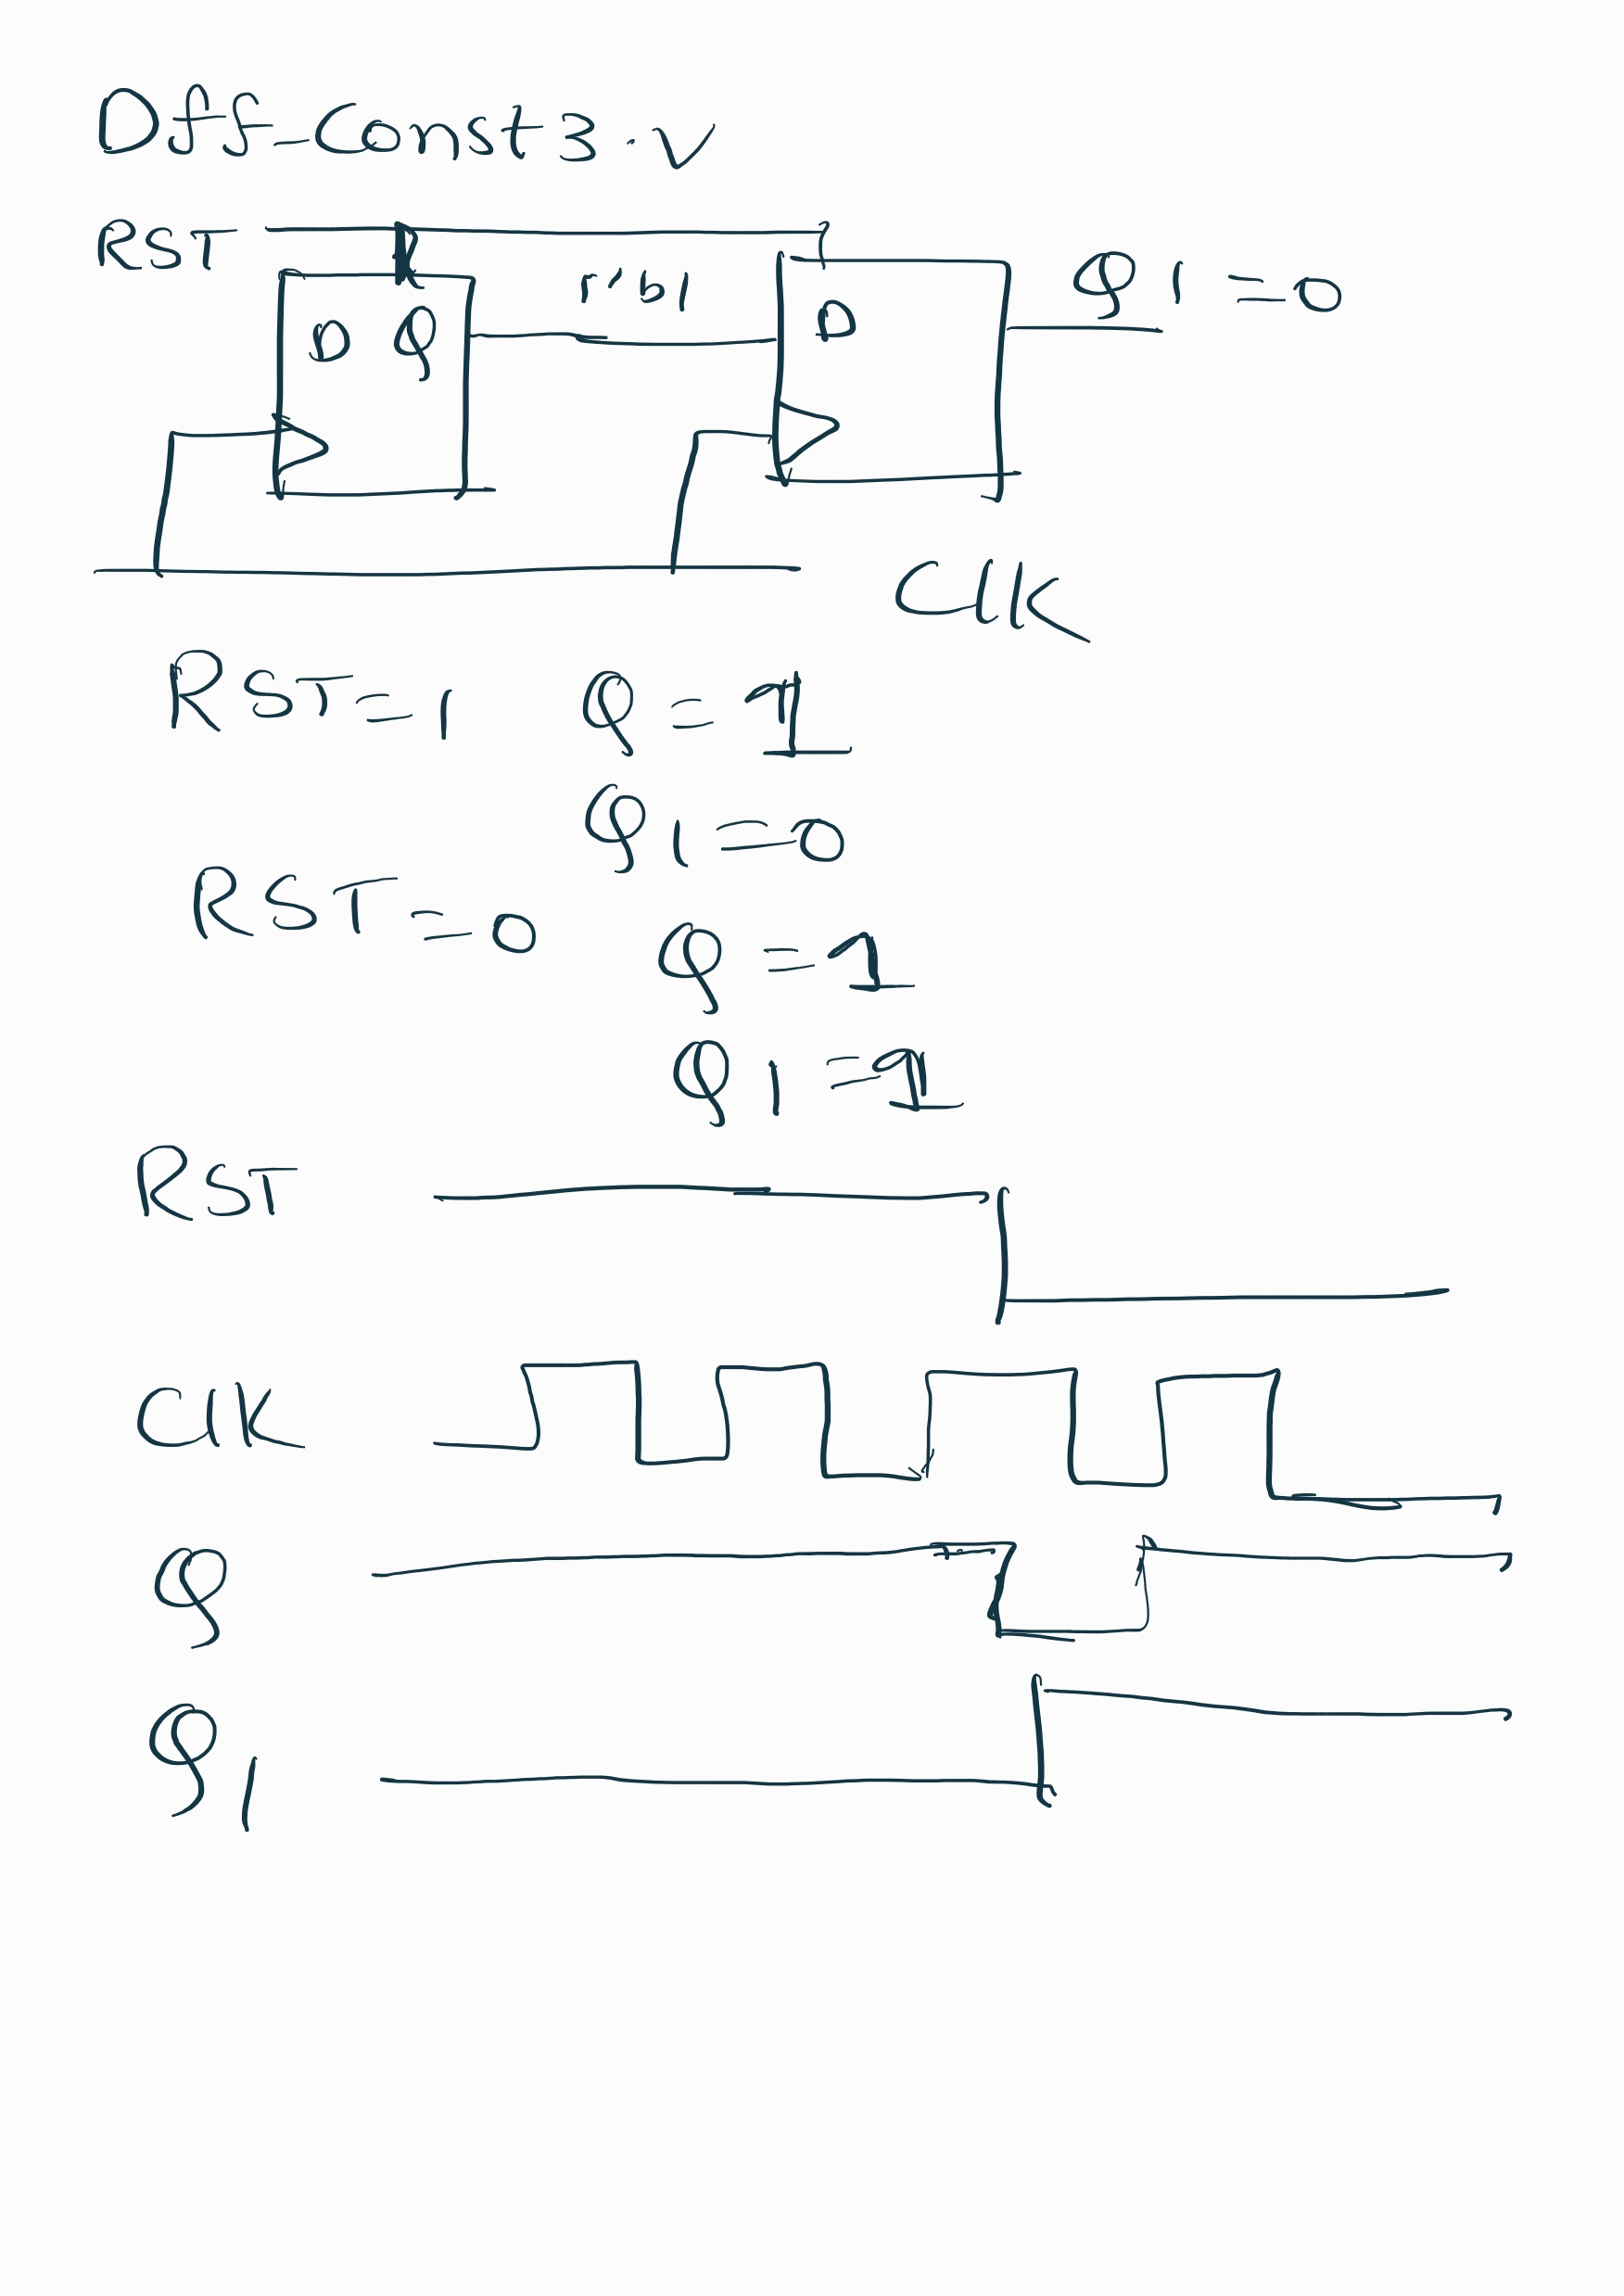 Dff_Const3.v
RST
1'b1
Q1=0
D Q
D
Clk
RST=1 Q=1
Q1=0
RST=0
Q=1
Q1=1
RST
Clk
Q
Q1